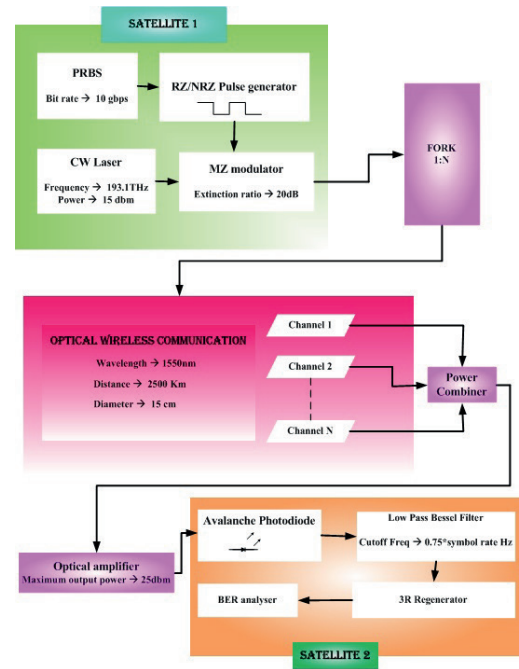 SATELLITE 1
PRBS
Bit rate → 10 gbps
RZ/NRZ Pulse generator
CW Laser
Frequency → 193.1THz
Power → 15 dbm
MZ modulator
Extinction ratio → 20dB
FORK
1:N
OPTICAL WIRELESS COMMUNICATION
Wavelength → 1550nm
Distance → 2500 Km
Diameter → 15 cm
Channel 1
Channel 2
Channel N
Power
Combiner
Optical amplifier
Maximum output power → 25dbm
Avalanche Photodiode
Low Pass Bessel Filter
Cutoff Freq → 0.75*symbol rate Hz
BER analyser
3R Regenerator
SATELLITE 2